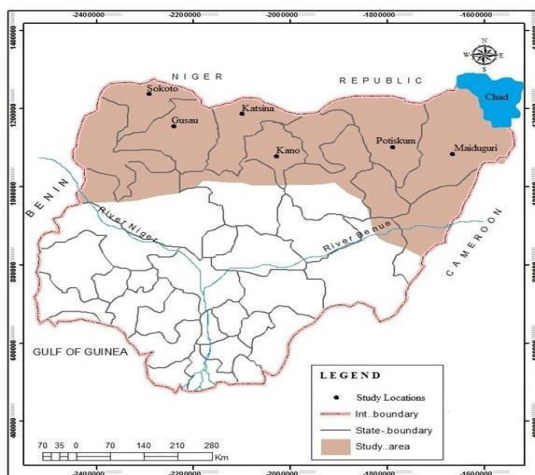 -2400000 -2200000 -2000000 -1800000 -1600000
1400000
1200000
1000000
800000
600000
400000
N
W E
S
NIGER REPUBLIC
Chad
Sokoto
Katsina
Gusau
Kano
Potiskum
Maiduguri
BENIN
River Niger
River Benue
CAMEROON
GULF OF GUINEA
LEGEND
Study Locations
Int..boundary
State-.boundary
Study..area
70 35 0 70 140 210 280
Km
-2400000 -2200000 -2000000 -1800000 -1600000